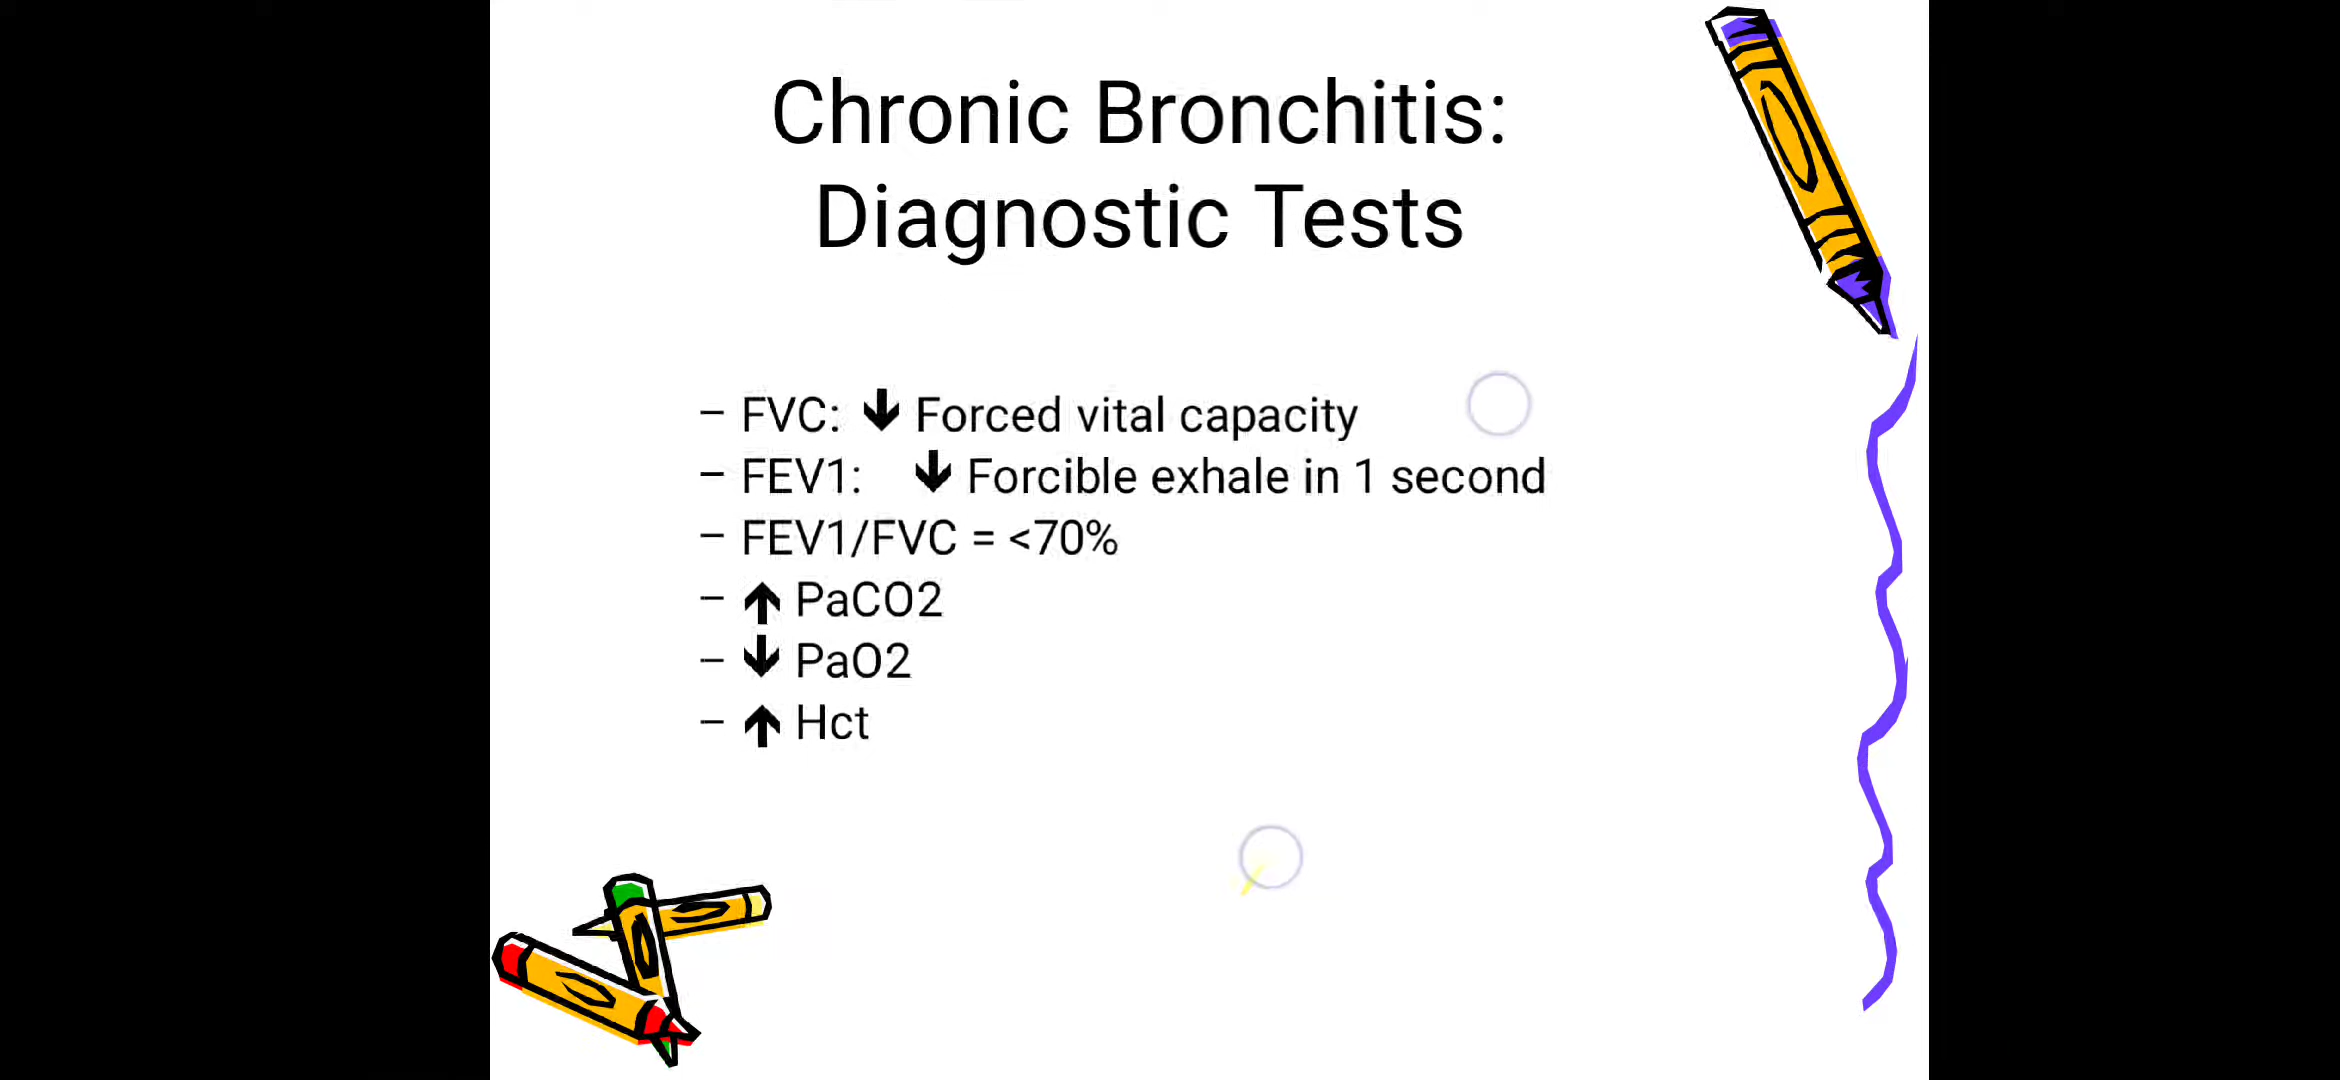 Chronic Bronchitis:
Diagnostic Tests
– FVC: ↓ Forced vital capacity
– FEV1: ↓ Forcible exhale in 1 second
– FEV1/FVC = <70%
– ↑ PaCO2
– ↓ PaO2
– ↑ Hct